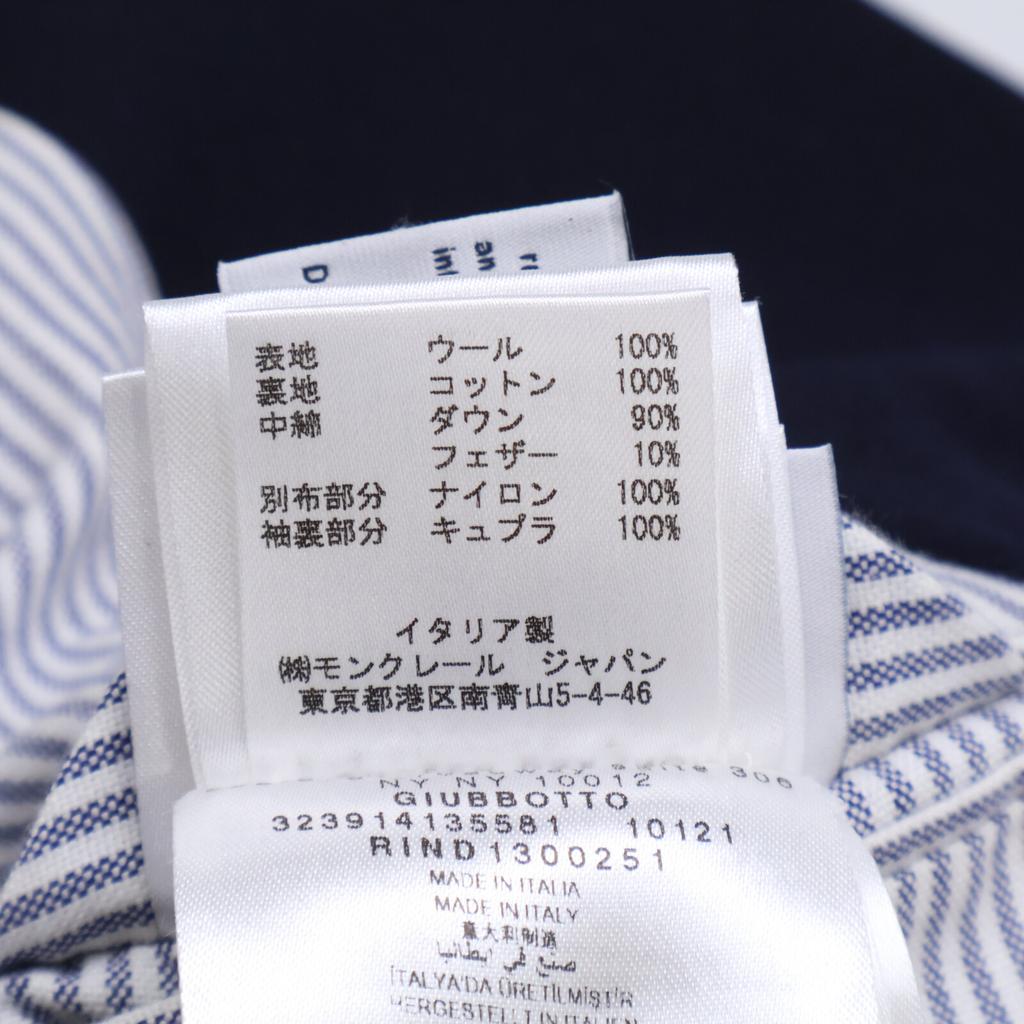 D
表地 ウール 100%
裏地 コットン 100%
中綿 ダウン 90%
フェザー 10%
別布部分 ナイロン 100%
袖裏部分 キュプラ 100%
イタリア製
㈱モンクレール ジャパン
東京都港区南青山5-4-46
306
NY NY 10012
GIUBBOTTO
323914135581 10121
RIND1300251
MADE IN ITALIA
MADE IN ITALY
意大利制造
صنع في إيطاليا
İTALYA'DA ÜRETİLMİŞTİR
HERGESTELLT IN ITALIEN